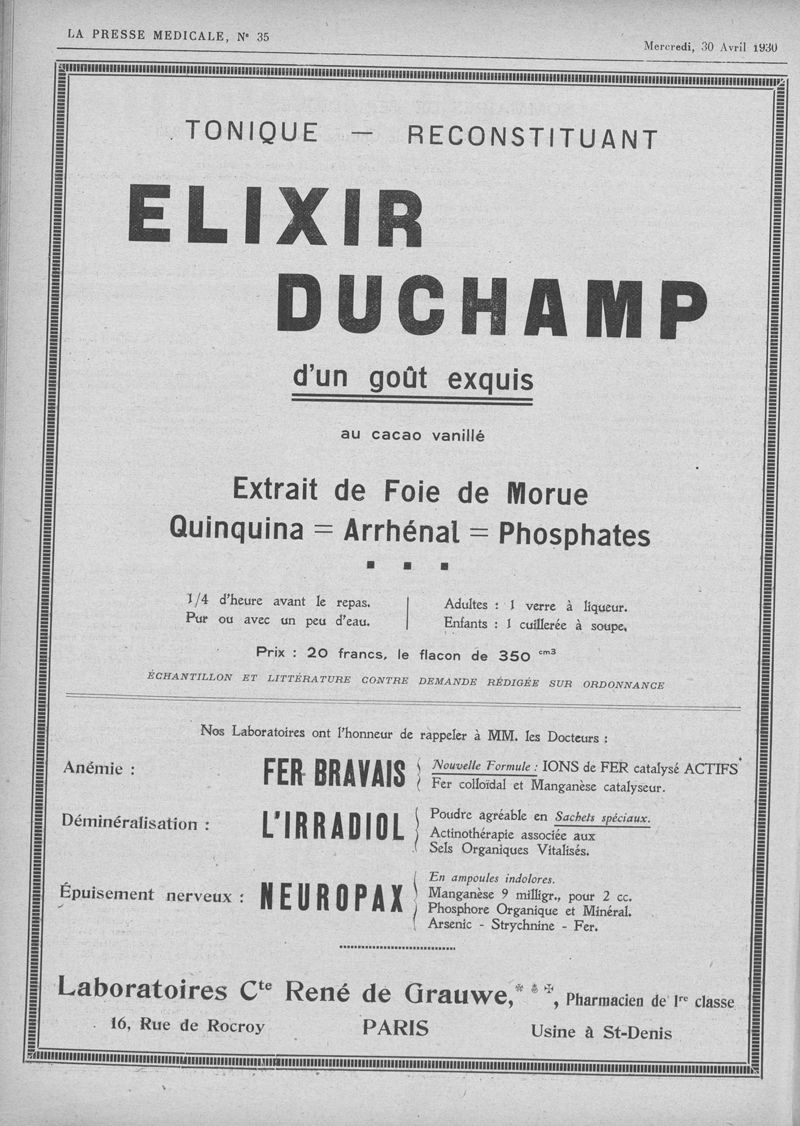 LA PRESSE MEDICALE, N° 35
Mercredi, 30 Avril 1930
TONIQUE — RECONSTITUANT
ELIXIR
DUCHAMP
d'un goût exquis
au cacao vanillé
Extrait de Foie de Morue
Quinquina = Arrhénal = Phosphates
1/4 d'heure avant le repas.
Pur ou avec un peu d'eau.
Adultes : 1 verre à liqueur.
Enfants : 1 cuillerée à soupe.
Prix : 20 francs, le flacon de 350 cm3
ÉCHANTILLON ET LITTÉRATURE CONTRE DEMANDE RÉDIGÉE SUR ORDONNANCE
Nos Laboratoires ont l'honneur de rappeler à MM. les Docteurs :
Anémie :
FER BRAVAIS
Nouvelle Formule : IONS de FER catalysé ACTIFS
Fer colloïdal et Manganèse catalyseur.
Déminéralisation :
L'IRRADIOL
Poudre agréable en Sachets spéciaux.
Actinothérapie associée aux
Sels Organiques Vitalisés.
Épuisement nerveux :
NEUROPAX
En ampoules indolores.
Manganèse 9 milligr., pour 2 cc.
Phosphore Organique et Minéral.
Arsenic - Strychnine - Fer.
Laboratoires Cte René de Grauwe, Pharmacien de 1re classe
16, Rue de Rocroy PARIS Usine à St-Denis